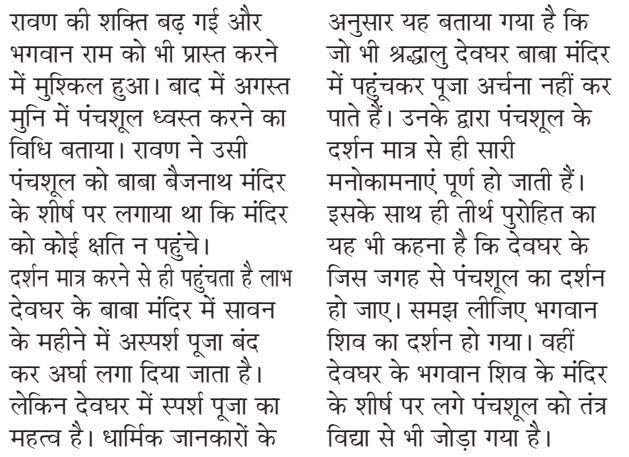 रावण की शक्ति बढ़ गई और
भगवान राम को भी प्रास्त करने
में मुश्किल हुआ। बाद में अगस्त
मुनि में पंचशूल ध्वस्त करने का
विधि बताया। रावण ने उसी
पंचशूल को बाबा बैजनाथ मंदिर
के शीर्ष पर लगाया था कि मंदिर
को कोई क्षति न पहुंचे।
दर्शन मात्र करने से ही पहुंचता है लाभ
देवघर के बाबा मंदिर में सावन
के महीने में अस्पर्श पूजा बंद
कर अर्घा लगा दिया जाता है।
लेकिन देवघर में स्पर्श पूजा का
महत्व है। धार्मिक जानकारों के
अनुसार यह बताया गया है कि
जो भी श्रद्धालु देवघर बाबा मंदिर
में पहुंचकर पूजा अर्चना नहीं कर
पाते हैं। उनके द्वारा पंचशूल के
दर्शन मात्र से ही सारी
मनोकामनाएं पूर्ण हो जाती हैं।
इसके साथ ही तीर्थ पुरोहित का
यह भी कहना है कि देवघर के
जिस जगह से पंचशूल का दर्शन
हो जाए। समझ लीजिए भगवान
शिव का दर्शन हो गया। वहीं
देवघर के भगवान शिव के मंदिर
के शीर्ष पर लगे पंचशूल को तंत्र
विद्या से भी जोड़ा गया है।